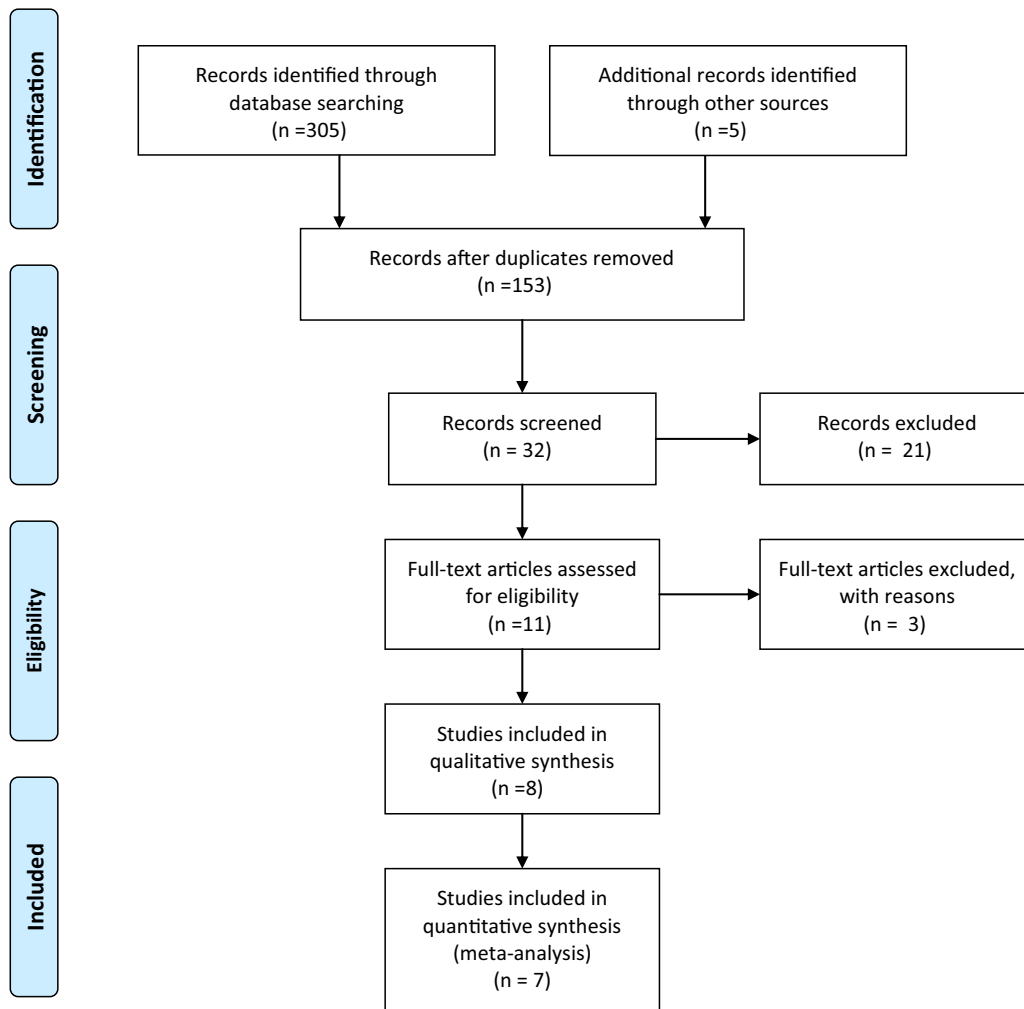 Identification
Records identified through
database searching
(n =305)
Additional records identified
through other sources
(n =5)
Records after duplicates removed
(n =153)
Screening
Records screened
(n = 32)
Records excluded
(n =  21)
Eligibility
Full-text articles assessed
for eligibility
(n =11)
Full-text articles excluded,
with reasons
(n =  3)
Studies included in
qualitative synthesis
(n =8)
Included
Studies included in
quantitative synthesis
(meta-analysis)
(n = 7)